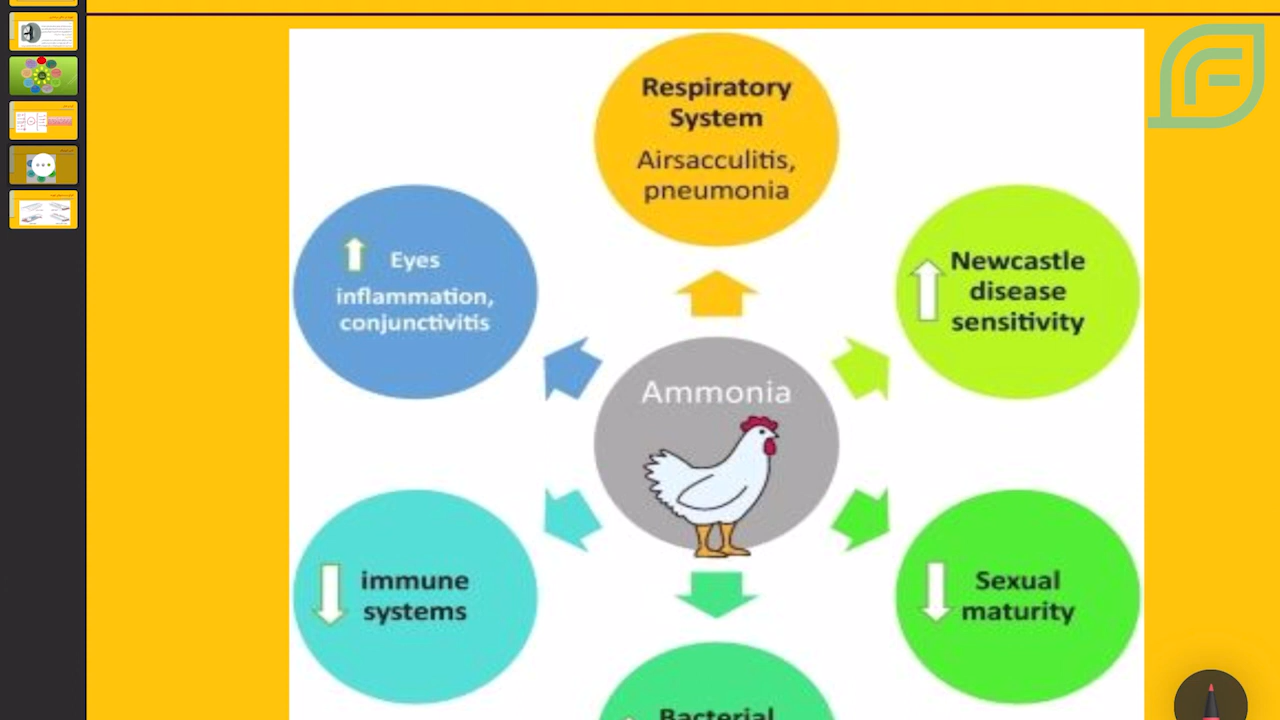 Respiratory
System
Airsacculitis,
pneumonia
Eyes
inflammation,
conjunctivitis
Newcastle
disease
sensitivity
Ammonia
immune
systems
Sexual
maturity
Bacterial